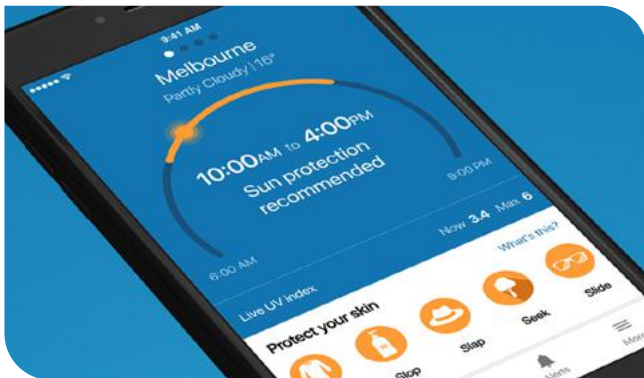 9:41 AM
Melbourne
Partly Cloudy | 16°
10:00AM to 4:00PM
Sun protection
recommended
6:00 AM
9:00 PM
Live UV index
Now 3.4 Max 6
What's this?
Protect your skin
Slop
Slap
Seek
Slide
Alerts
More